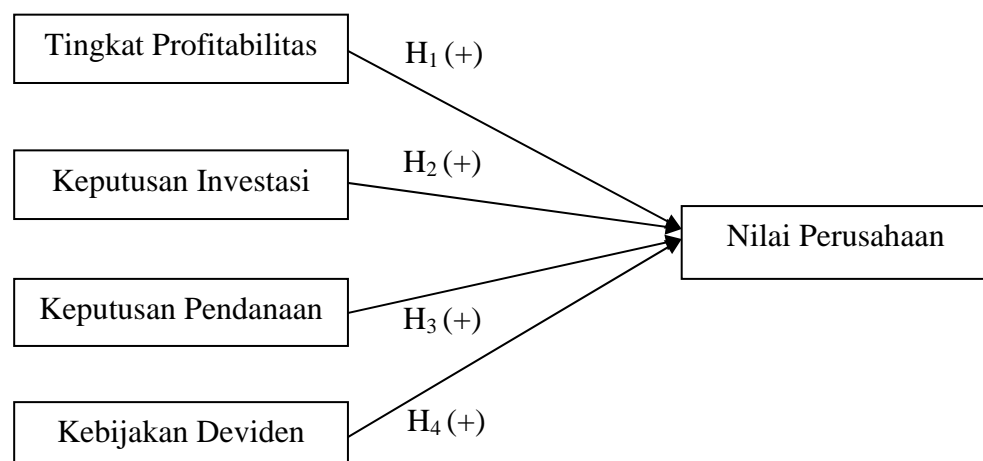 Tingkat Profitabilitas
H₁ (+)
Keputusan Investasi
H₂ (+)
Nilai Perusahaan
Keputusan Pendanaan
H₃ (+)
Kebijakan Deviden
H₄ (+)